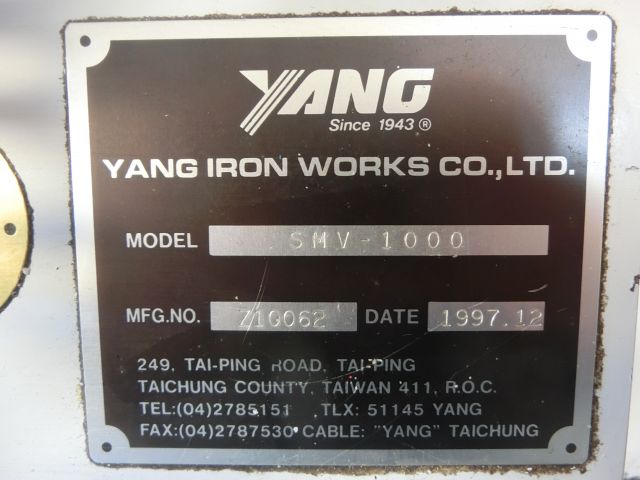 YANG
Since 1943 ®
YANG IRON WORKS CO.,LTD.
MODEL SMV-1000
MFG.NO. Z10062 DATE 1997.12
249, TAI-PING ROAD, TAI-PING
TAICHUNG COUNTY, TAIWAN 411, R.O.C.
TEL:(04)2785151 TLX: 51145 YANG
FAX:(04)2787530 CABLE: "YANG" TAICHUNG